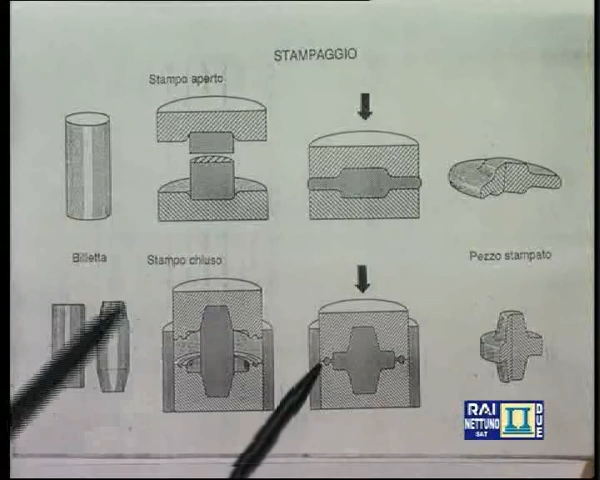 STAMPAGGIO
Stampo aperto
Billetta
Stampo chiuso
Pezzo stampato
RAI
NETTUNO
SAT
DUE